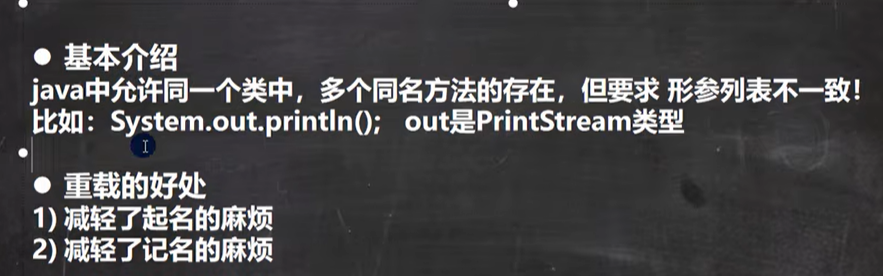 ● 基本介绍
java中允许同一个类中，多个同名方法的存在，但要求 形参列表不一致！
比如：System.out.println(); out是PrintStream类型
● 重载的好处
1) 减轻了起名的麻烦
2) 减轻了记名的麻烦